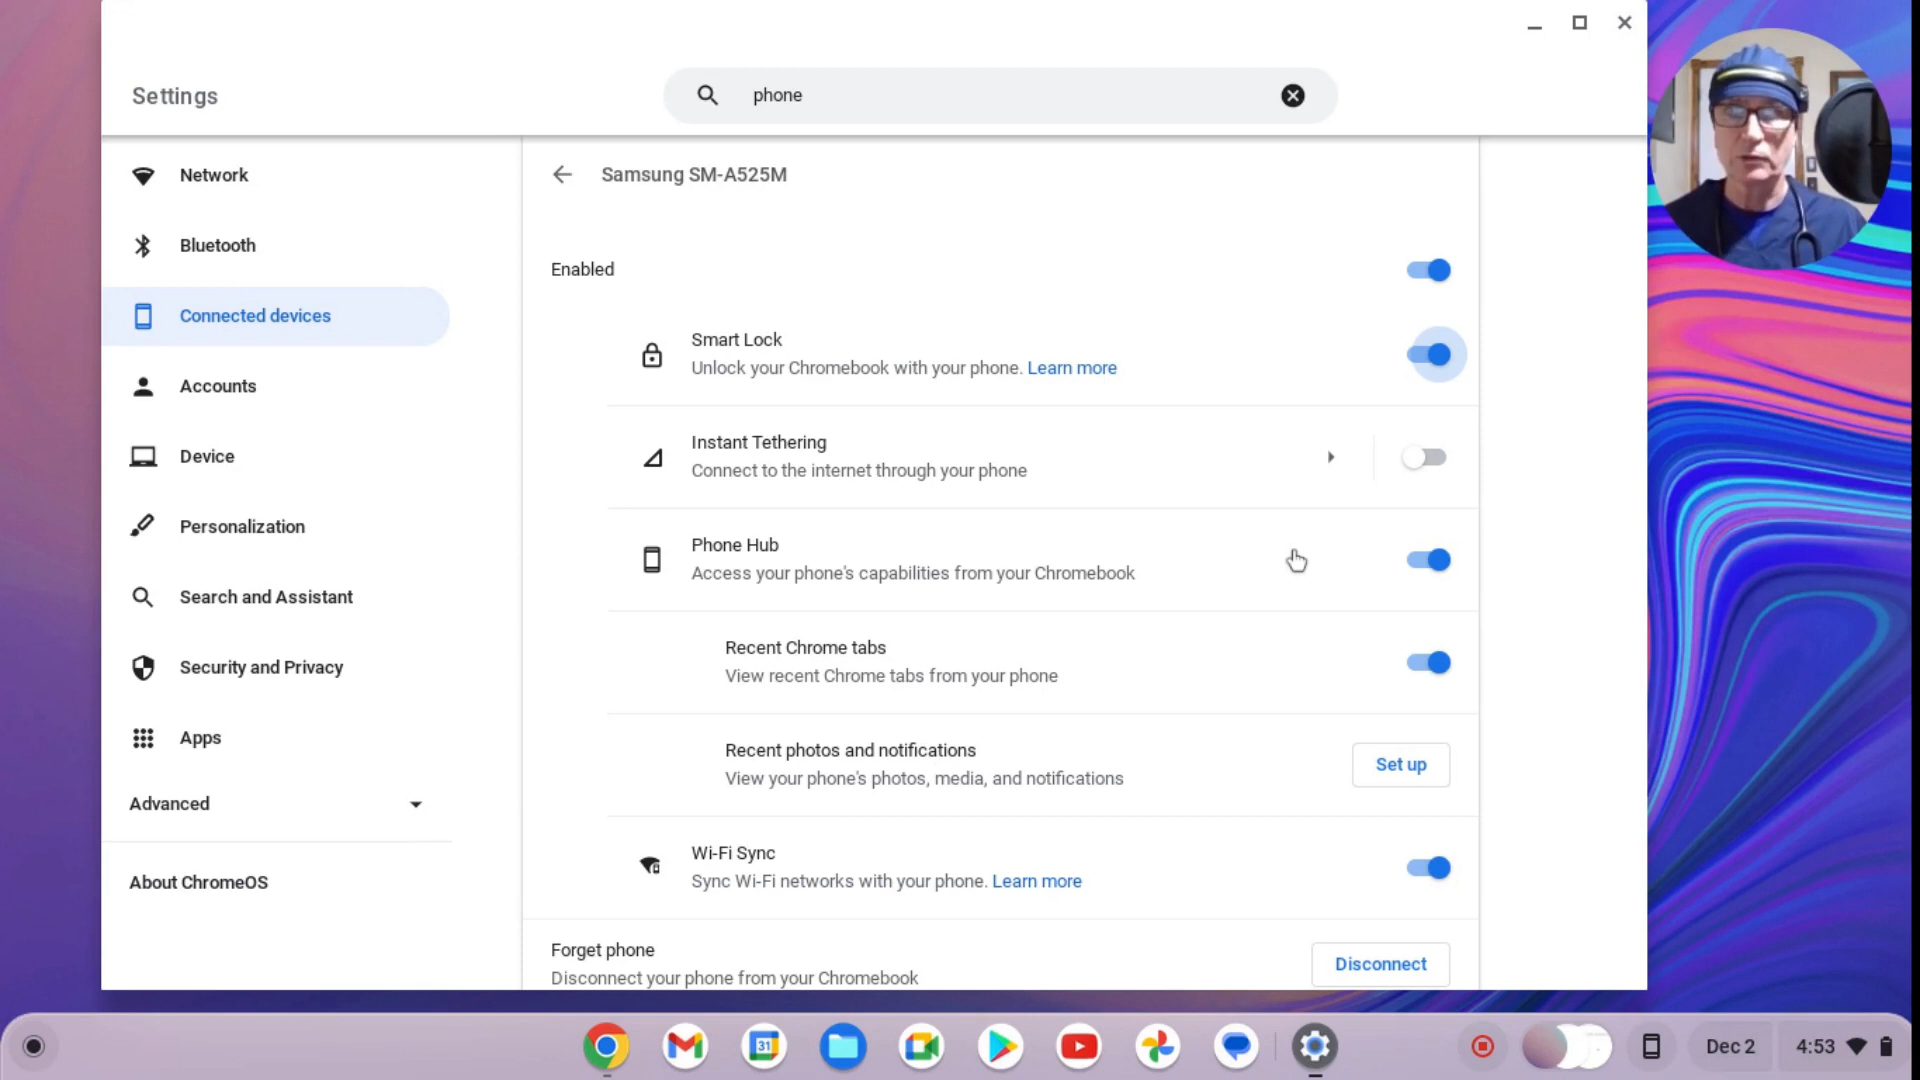 Settings
phone
Network
Bluetooth
Connected devices
Accounts
Device
Personalization
Search and Assistant
Security and Privacy
Apps
Advanced
About ChromeOS
Samsung SM-A525M
Enabled
Smart Lock
Unlock your Chromebook with your phone. Learn more
Instant Tethering
Connect to the internet through your phone
Phone Hub
Access your phone's capabilities from your Chromebook
Recent Chrome tabs
View recent Chrome tabs from your phone
Recent photos and notifications
View your phone's photos, media, and notifications
Set up
Wi-Fi Sync
Sync Wi-Fi networks with your phone. Learn more
Forget phone
Disconnect your phone from your Chromebook
Disconnect
31
Dec 2
4:53